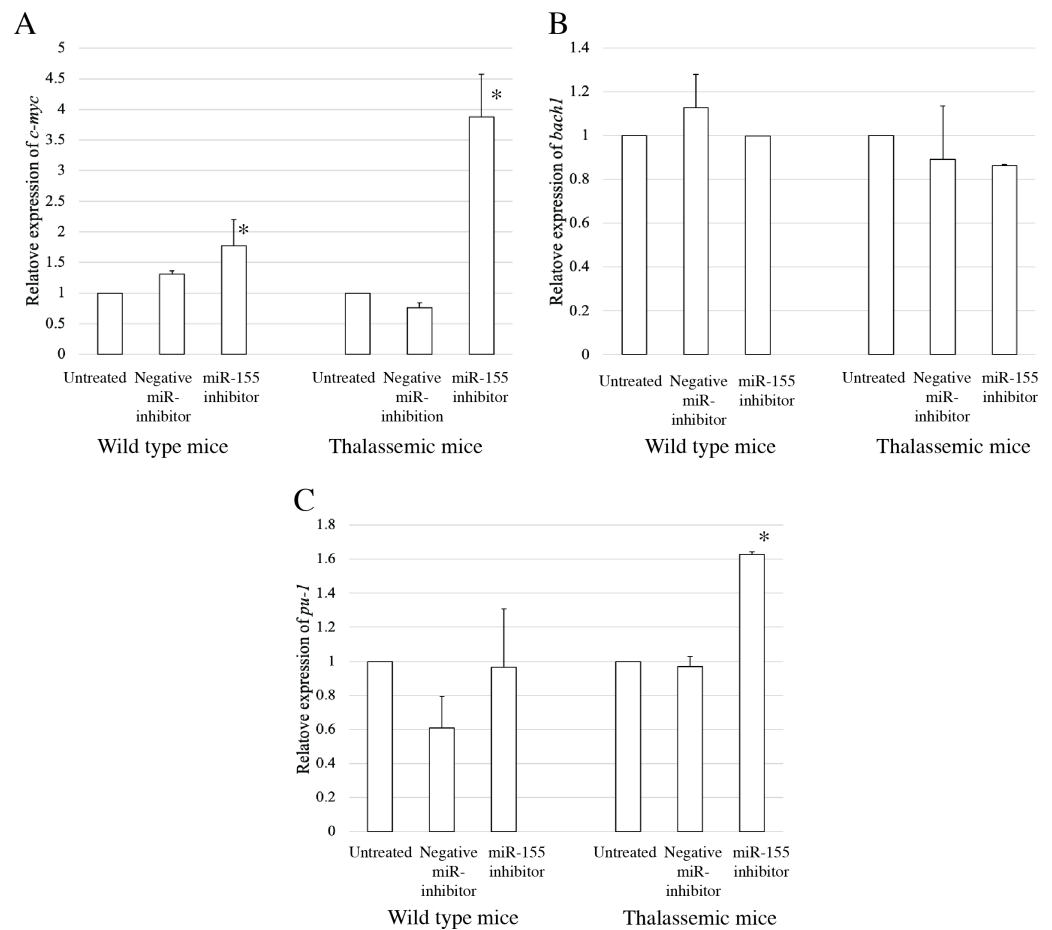 A
Relatove expression of c-myc
5
4.5
4
3.5
3
2.5
2
1.5
1
0.5
0
*
*
Untreated Negative miR-155 Untreated Negative miR-155
miR- inhibitor miR-inhibition inhibitor
inhibitor
Wild type mice Thalassemic mice
B
Relatove expression of bach1
1.4
1.2
1
0.8
0.6
0.4
0.2
0
Untreated Negative miR-155 Untreated Negative miR-155
miR- inhibitor miR- inhibitor
inhibitor inhibitor
Wild type mice Thalassemic mice
C
Relatove expression of pu-1
1.8
1.6
1.4
1.2
1
0.8
0.6
0.4
0.2
0
*
Untreated Negative miR-155 Untreated Negative miR-155
miR- inhibitor miR- inhibitor
inhibitor inhibitor
Wild type mice Thalassemic mice